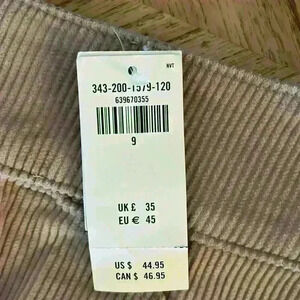 NVT
343-200-1579-120
639670355
9
UK £ 35
EU € 45
US $ 44.95
CAN $ 46.95